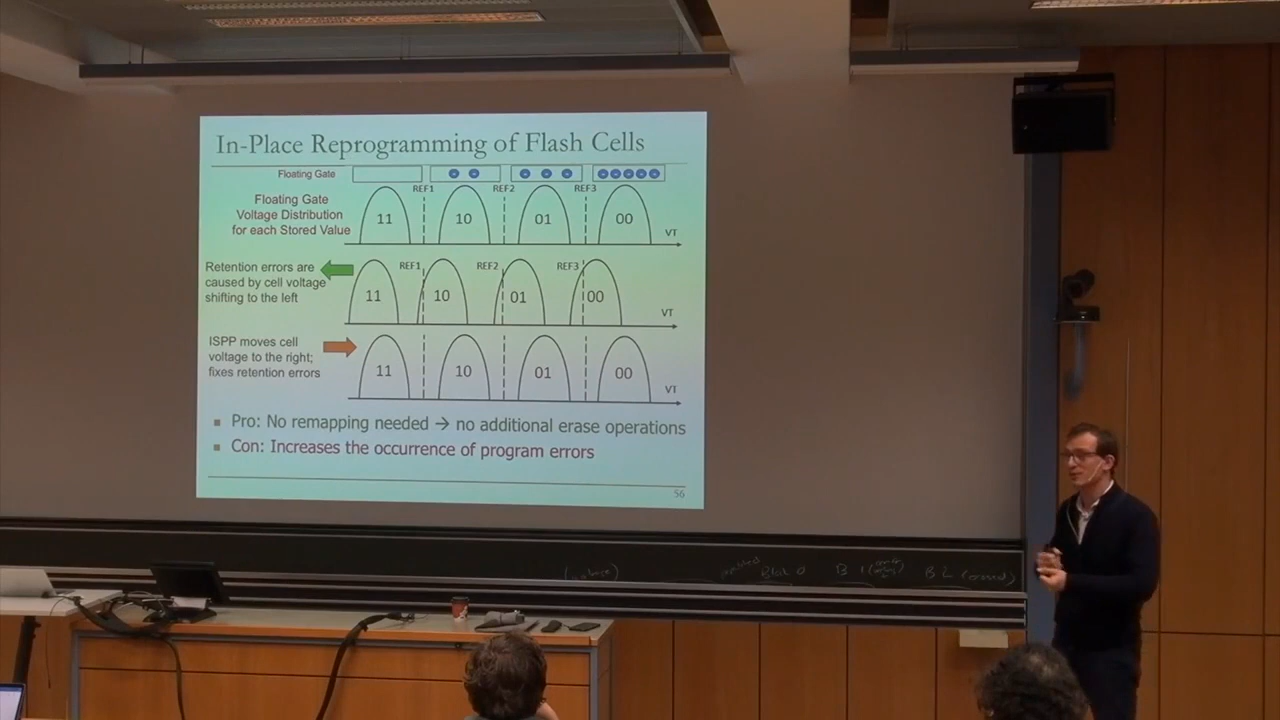 In-Place Reprogramming of Flash Cells
Floating Gate
REF1 REF2 REF3
Floating Gate
Voltage Distribution
for each Stored Value
11 10 01 00
VT
Retention errors are
caused by cell voltage
shifting to the left
REF1 REF2 REF3
11 10 01 00
VT
ISPP moves cell
voltage to the right;
fixes retention errors
11 10 01 00
VT
Pro: No remapping needed → no additional erase operations
Con: Increases the occurrence of program errors
56
Block 0